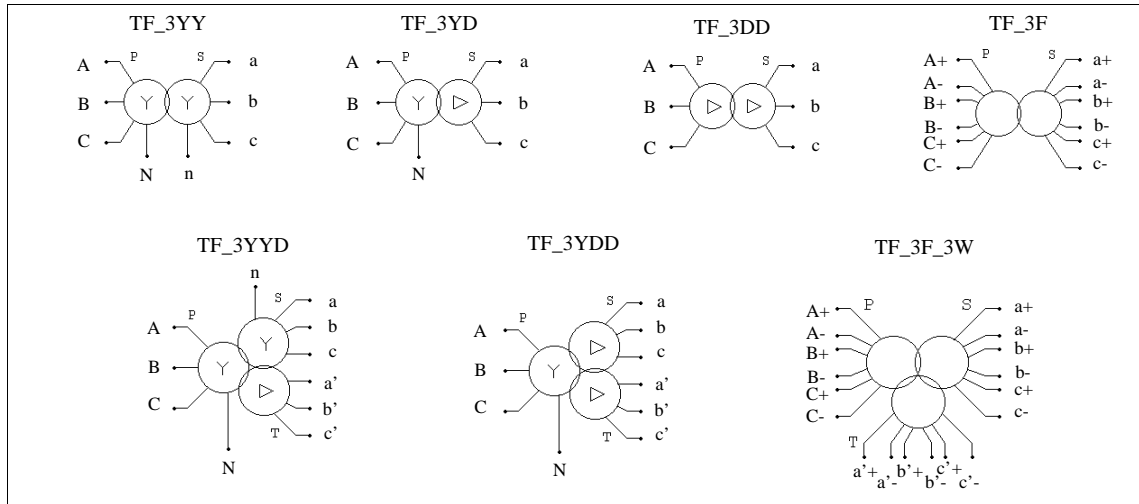 TF_3YY
P
S
A
a
B
Y
Y
b
C
c
N
n
TF_3YD
P
S
A
a
B
Y
b
C
c
N
TF_3DD
P
S
A
a
B
b
C
c
TF_3F
P
S
A+
a+
A-
a-
B+
b+
B-
b-
C+
c+
C-
c-
TF_3YYD
n
S
a
P
A
b
Y
c
B
Y
a'
C
b'
T
c'
N
TF_3YDD
S
a
P
A
b
c
B
Y
a'
C
b'
T
c'
N
TF_3F_3W
P
S
A+
a+
A-
a-
B+
b+
B-
b-
C+
c+
C-
c-
T
a'+
a'-
b'+
b'-
c'+
c'-